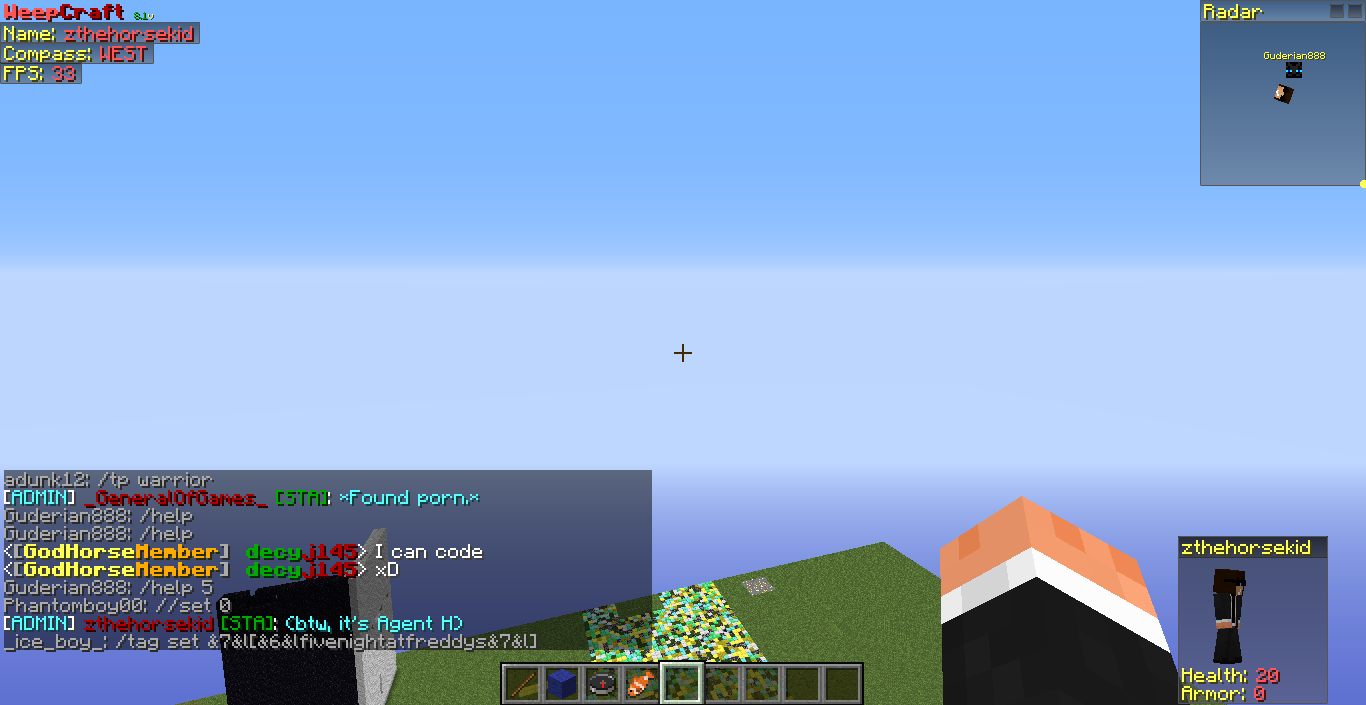 WeepCraft 8.1v
Name: zthehorsekid
Compass: WEST
FPS: 33
Radar
Guderian888
adunk12: /tp warrior
[ADMIN] _GeneralOfGames_ [STA]: *Found porn.*
Guderian888: /help
Guderian888: /help
<[GodHorseMember] decyj145> I can code
<[GodHorseMember] decyj145> xD
Guderian888: /help 5
Phantomboy00: //set 0
[ADMIN] zthehorsekid [STA]: (btw, it's Agent H)
_ice_boy_: /tag set &7&l[&6&lfivenightatfreddys&7&l]
zthehorsekid
Health: 20
Armor: 0